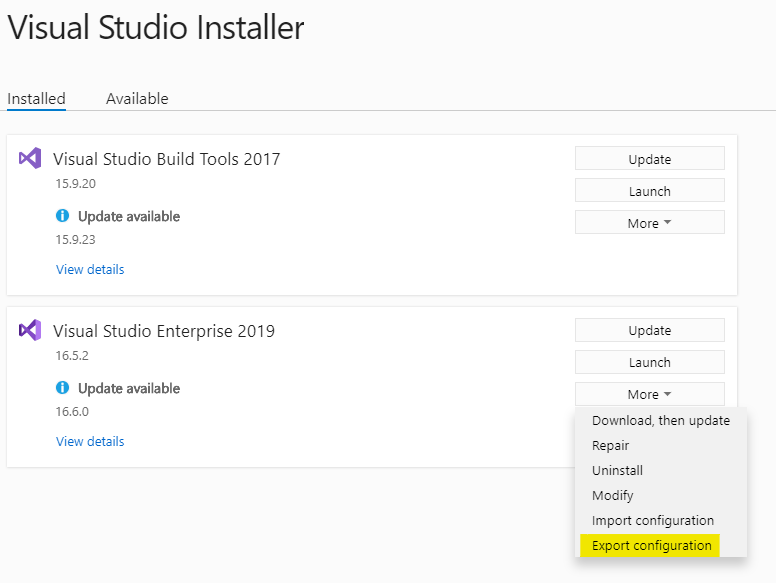 Visual Studio Installer
Installed Available
Visual Studio Build Tools 2017
15.9.20
Update available
15.9.23
View details
Update
Launch
More
Visual Studio Enterprise 2019
16.5.2
Update available
16.6.0
View details
Update
Launch
More
Download, then update
Repair
Uninstall
Modify
Import configuration
Export configuration